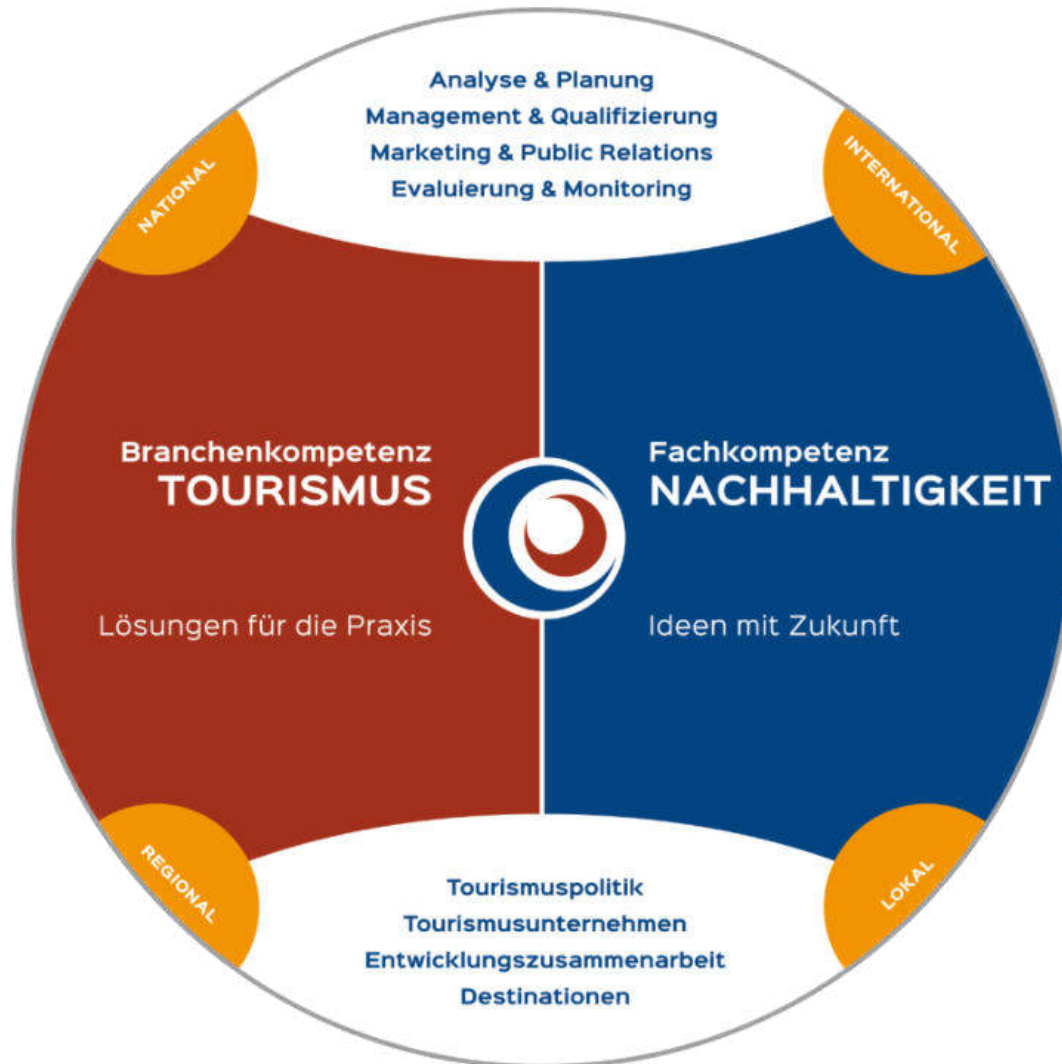 Analyse & Planung
Management & Qualifizierung
Marketing & Public Relations
Evaluierung & Monitoring
NATIONAL
INTERNATIONAL
Branchenkompetenz
TOURISMUS
Lösungen für die Praxis
Fachkompetenz
NACHHALTIGKEIT
Ideen mit Zukunft
REGIONAL
LOKAL
Tourismuspolitik
Tourismusunternehmen
Entwicklungszusammenarbeit
Destinationen